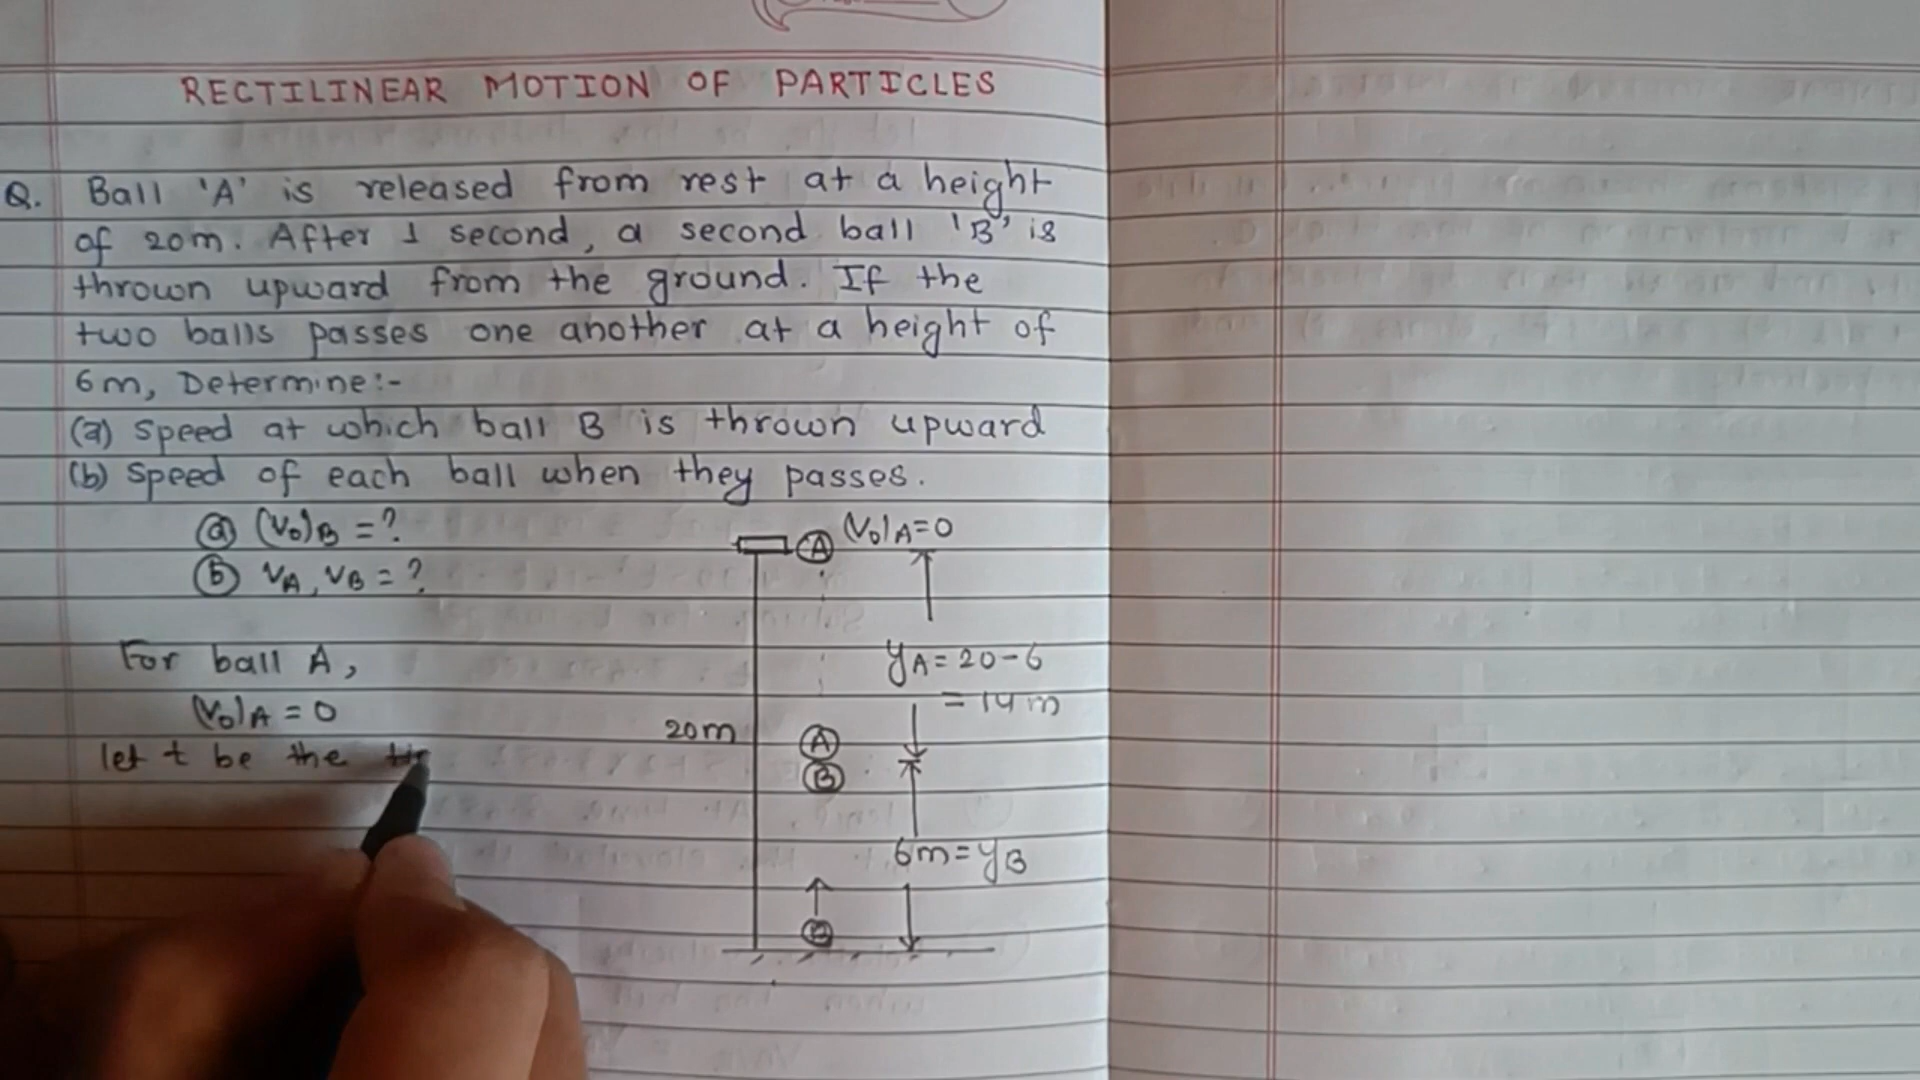 RECTILINEAR MOTION OF PARTICLES
Q. Ball 'A' is released from rest at a height
of 20m. After 1 second, a second ball 'B' is
thrown upward from the ground. If the
two balls passes one another at a height of
6m, Determine:-
(a) Speed at which ball B is thrown upward
(b) Speed of each ball when they passes.
(a) (V₀)B = ?
(b) VA, VB = ?
For ball A,
(V₀)A = 0
let t be the
A (V₀)A=0
yA = 20-6
= 14m
20m
A
B
6m = yB
B